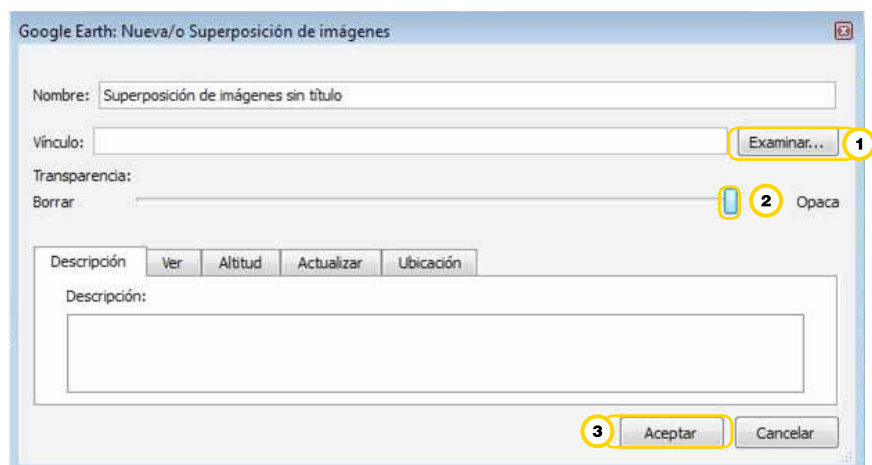 Google Earth: Nueva/o Superposición de imágenes
Nombre: Superposición de imágenes sin título
Vínculo: Examinar... 1
Transparencia:
Borrar 2 Opaca
Descripción Ver Altitud Actualizar Ubicación
Descripción:
3 Aceptar Cancelar